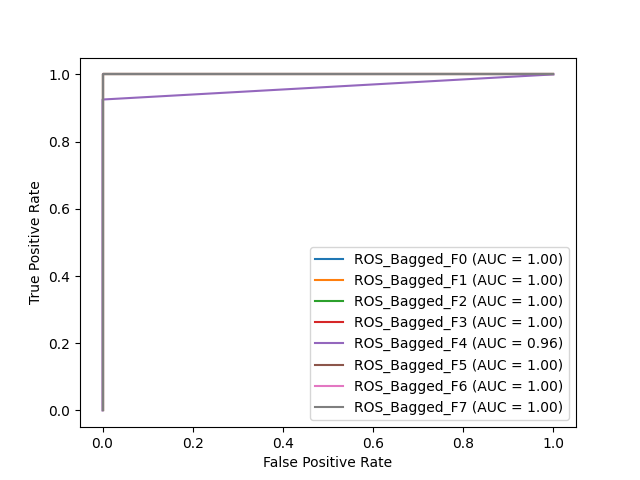 1.0
0.8
0.6
0.4
0.2
0.0
True Positive Rate
ROS_Bagged_F0 (AUC = 1.00)
ROS_Bagged_F1 (AUC = 1.00)
ROS_Bagged_F2 (AUC = 1.00)
ROS_Bagged_F3 (AUC = 1.00)
ROS_Bagged_F4 (AUC = 0.96)
ROS_Bagged_F5 (AUC = 1.00)
ROS_Bagged_F6 (AUC = 1.00)
ROS_Bagged_F7 (AUC = 1.00)
0.0 0.2 0.4 0.6 0.8 1.0
False Positive Rate